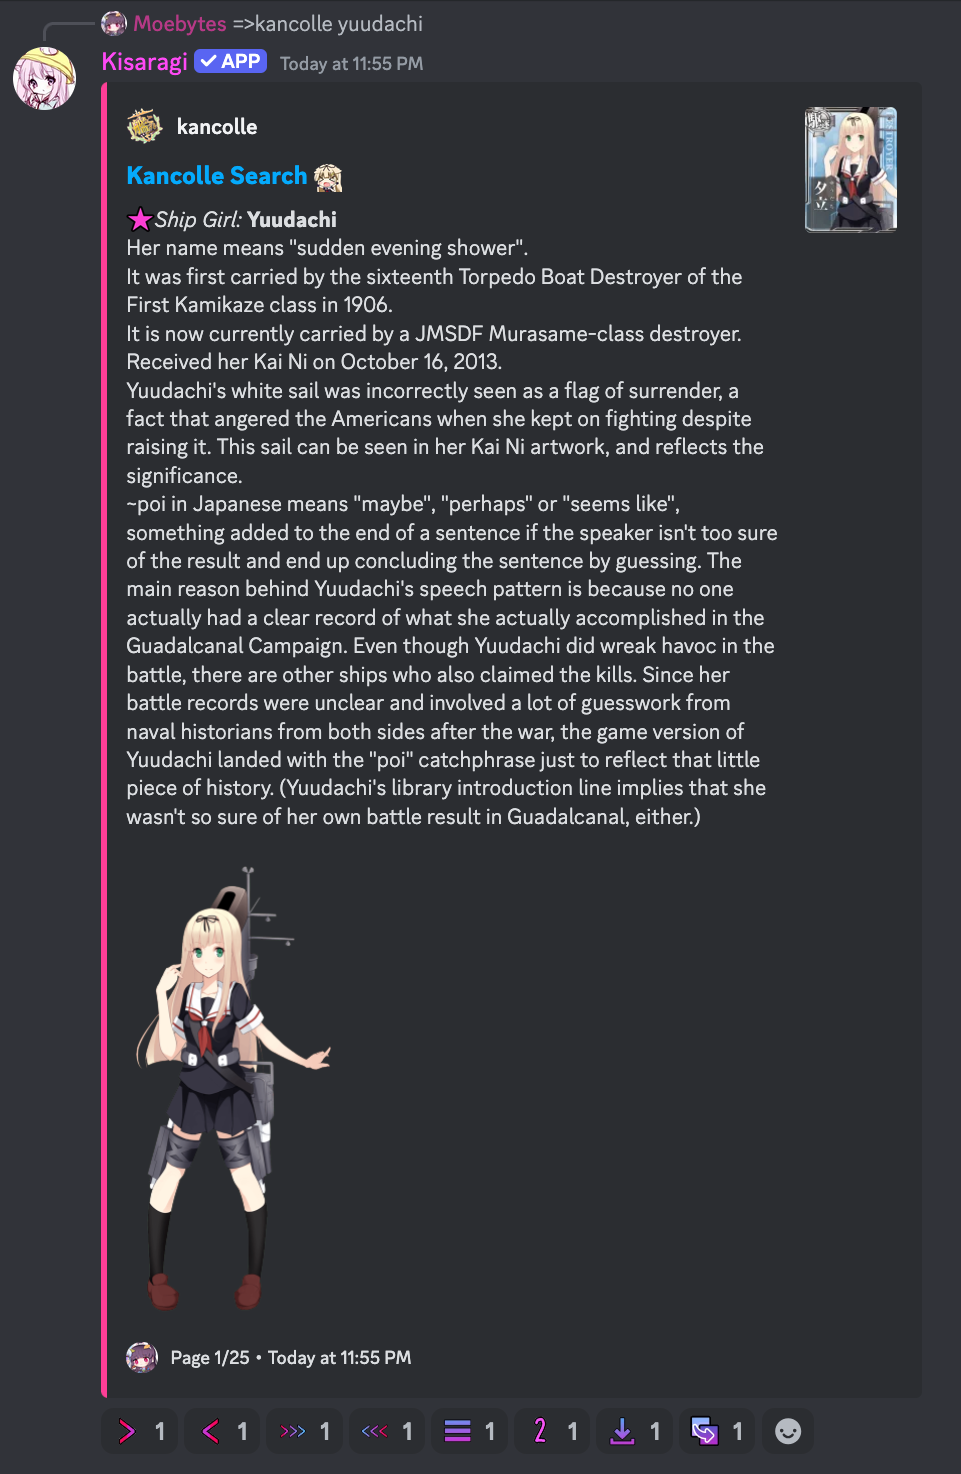 Moebytes =>kancolle yuudachi
Kisaragi ✓ APP Today at 11:55 PM
kancolle
Kancolle Search
Ship Girl: Yuudachi
Her name means "sudden evening shower".
It was first carried by the sixteenth Torpedo Boat Destroyer of the
First Kamikaze class in 1906.
It is now currently carried by a JMSDF Murasame-class destroyer.
Received her Kai Ni on October 16, 2013.
Yuudachi's white sail was incorrectly seen as a flag of surrender, a
fact that angered the Americans when she kept on fighting despite
raising it. This sail can be seen in her Kai Ni artwork, and reflects the
significance.
~poi in Japanese means "maybe", "perhaps" or "seems like",
something added to the end of a sentence if the speaker isn't too sure
of the result and end up concluding the sentence by guessing. The
main reason behind Yuudachi's speech pattern is because no one
actually had a clear record of what she actually accomplished in the
Guadalcanal Campaign. Even though Yuudachi did wreak havoc in the
battle, there are other ships who also claimed the kills. Since her
battle records were unclear and involved a lot of guesswork from
naval historians from both sides after the war, the game version of
Yuudachi landed with the "poi" catchphrase just to reflect that little
piece of history. (Yuudachi's library introduction line implies that she
wasn't so sure of her own battle result in Guadalcanal, either.)
駆逐
DESTROYER
夕立
Page 1/25 • Today at 11:55 PM
> 1 < 1 >>> 1 <<< 1 1 2 1 1 1